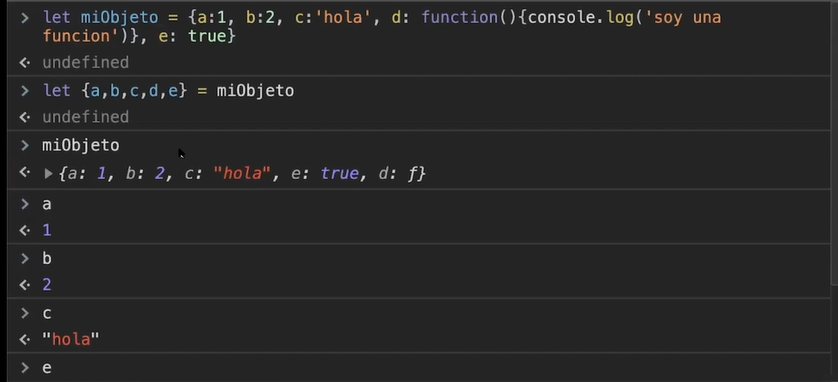 > let miObjeto = {a:1, b:2, c:'hola', d: function(){console.log('soy una
funcion')}, e: true}
undefined
> let {a,b,c,d,e} = miObjeto
undefined
> miObjeto
{a: 1, b: 2, c: "hola", e: true, d: ƒ}
> a
1
> b
2
> c
"hola"
> e